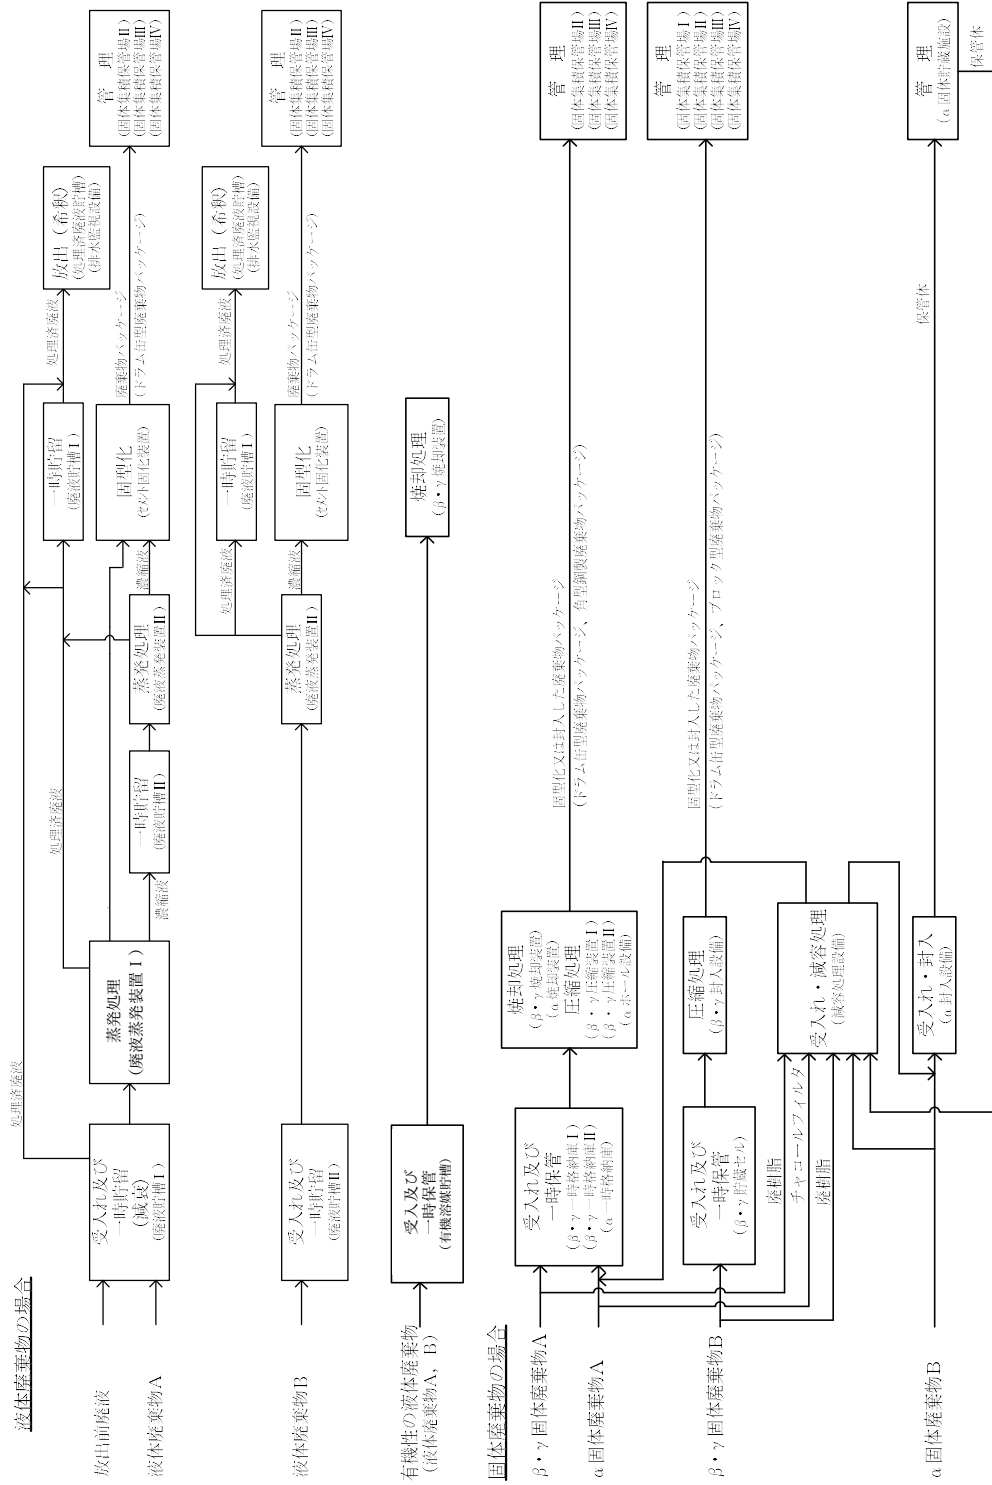 液体廃棄物の場合
放出前廃液
液体廃棄物A
受入れ及び
一時貯留
(減衰)
(廃液貯槽Ⅰ)
処理済廃液
蒸発処理
(廃液蒸発装置Ⅰ)
処理済廃液
濃縮液
一時貯留
(廃液貯槽Ⅱ)
蒸発処理
(廃液蒸発装置Ⅱ)
濃縮液
一時貯留
(廃液貯槽Ⅰ)
固型化
(セメント固化装置)
処理済廃液
廃棄物パッケージ
(ドラム缶型廃棄物パッケージ)
放出(希釈)
(処理済廃液貯槽)
(排水監視設備)
管 理
(固体集積保管場Ⅱ)
(固体集積保管場Ⅲ)
(固体集積保管場Ⅳ)
液体廃棄物B
受入れ及び
一時貯留
(廃液貯槽Ⅱ)
蒸発処理
(廃液蒸発装置Ⅱ)
処理済廃液
濃縮液
一時貯留
(廃液貯槽Ⅰ)
固型化
(セメント固化装置)
処理済廃液
廃棄物パッケージ
(ドラム缶型廃棄物パッケージ)
放出(希釈)
(処理済廃液貯槽)
(排水監視設備)
管 理
(固体集積保管場Ⅱ)
(固体集積保管場Ⅲ)
(固体集積保管場Ⅳ)
有機性の液体廃棄物
(液体廃棄物A, B)
受入及び
一時保管
(有機溶媒貯槽)
焼却処理
(β・γ焼却装置)
固体廃棄物の場合
β・γ固体廃棄物A
α固体廃棄物A
受入れ及び
一時保管
(β・γ一時格納庫Ⅰ)
(β・γ一時格納庫Ⅱ)
(α一時格納庫)
焼却処理
(β・γ焼却装置)
(α焼却装置)
圧縮処理
(β・γ圧縮装置Ⅰ)
(β・γ圧縮装置Ⅱ)
(αホール設備)
固型化又は封入した廃棄物パッケージ
(ドラム缶型廃棄物パッケージ、角型鋼製廃棄物パッケージ)
管 理
(固体集積保管場Ⅱ)
(固体集積保管場Ⅲ)
(固体集積保管場Ⅳ)
β・γ固体廃棄物B
受入れ及び
一時保管
(β・γ貯蔵セル)
圧縮処理
(β・γ封入設備)
固型化又は封入した廃棄物パッケージ
(ドラム缶型廃棄物パッケージ、ブロック型廃棄物パッケージ)
管 理
(固体集積保管場Ⅰ)
(固体集積保管場Ⅱ)
(固体集積保管場Ⅲ)
(固体集積保管場Ⅳ)
廃樹脂
チャコールフィルタ
廃樹脂
受入れ・減容処理
(減容処理設備)
α固体廃棄物B
受入れ・封入
(α封入設備)
保管体
管 理
(α固体貯蔵施設)
保管体